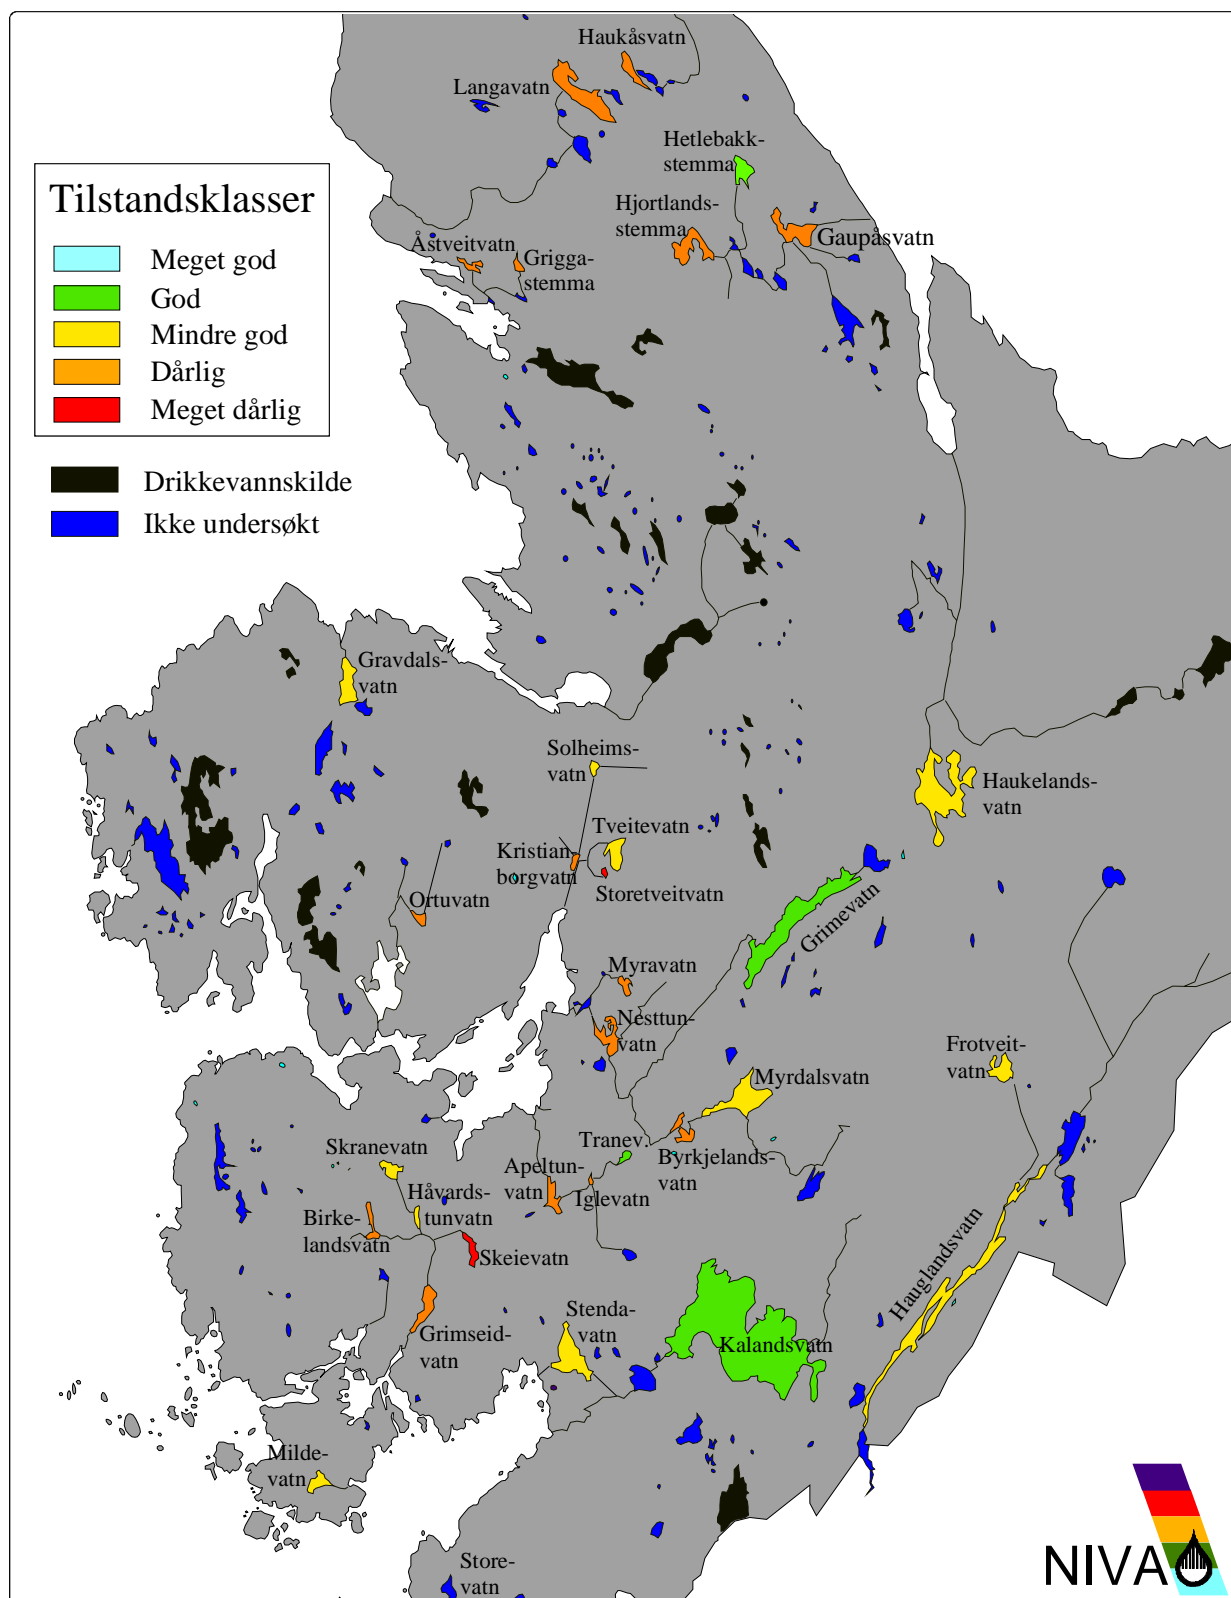 Haukåsvatn
Langavatn
Hetlebakk-
stemma
Tilstandsklasser
Meget god
God
Mindre god
Dårlig
Meget dårlig
Drikkevannskilde
Ikke undersøkt
Hjortlands-
stemma
Gaupåsvatn
Åstveitvatn
Grigga-
stemma
Gravdals-
vatn
Solheims-
vatn
Haukelands-
vatn
Tveitevatn
Kristian
borgvatn
Storetveitvatn
Ortuvatn
Grimevatn
Myravatn
Nesttun-
vatn
Frotveit-
vatn
Myrdalsvatn
Tranev.
Byrkjelands-
vatn
Skranevatn
Apeltun-
vatn
Iglevatn
Håvards-
tunvatn
Birke-
landsvatn
Skeievatn
Hauglandsvatn
Stenda-
vatn
Grimseid-
vatn
Kalandsvatn
Milde-
vatn
Store-
vatn
NIVA